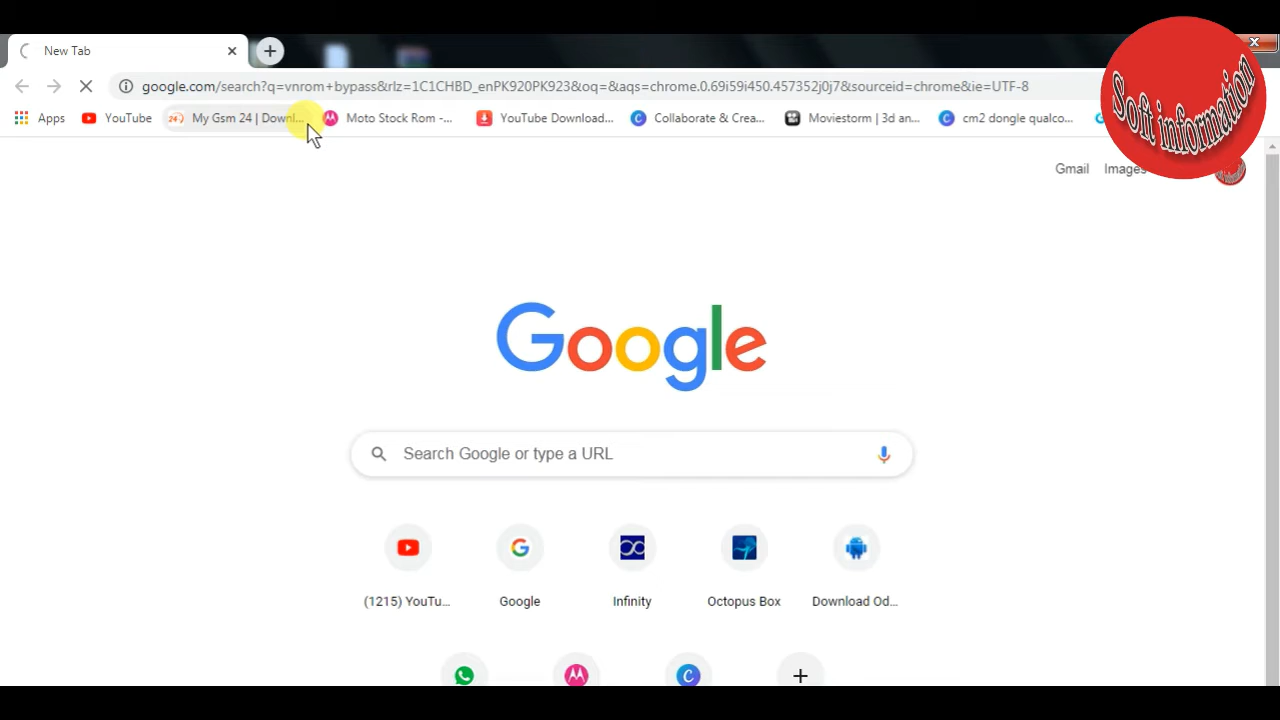 New Tab
google.com/search?q=vnrom+bypass&rlz=1C1CHBD_enPK920PK923&oq=&aqs=chrome.0.69i59i450.457352j0j7&sourceid=chrome&ie=UTF-8
Apps YouTube My Gsm 24 | Downl... Moto Stock Rom -... YouTube Download... Collaborate & Crea... Moviestorm | 3d an... cm2 dongle qualco...
Soft information
Gmail Images
Google
Search Google or type a URL
(1215) YouTu... Google Infinity Octopus Box Download Od...